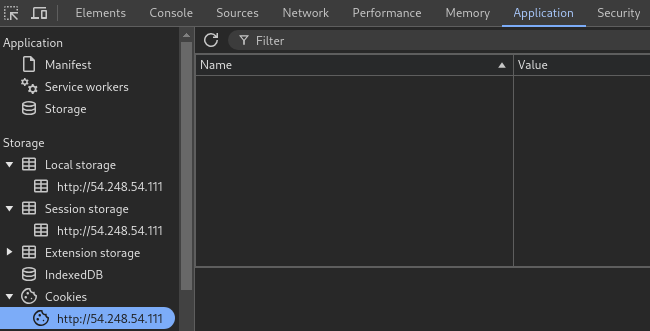 Elements Console Sources Network Performance Memory Application Security
Application
Manifest
Service workers
Storage
Storage
Local storage
http://54.248.54.111
Session storage
http://54.248.54.111
Extension storage
IndexedDB
Cookies
http://54.248.54.111
Filter
Name Value